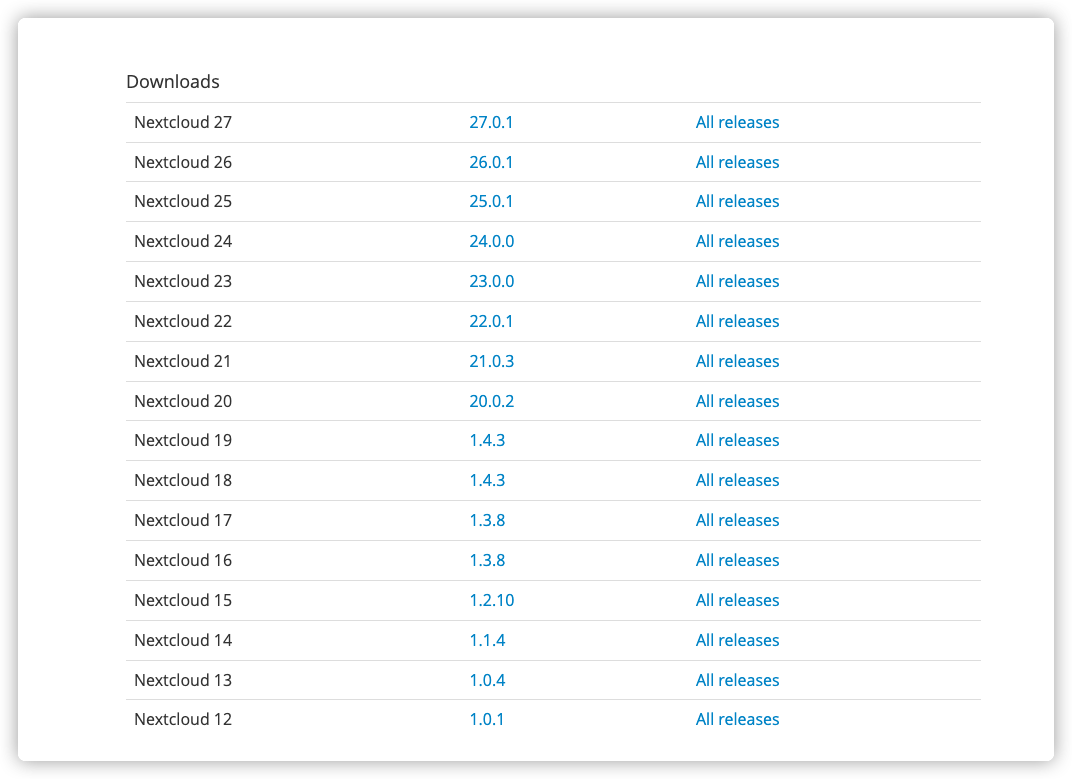 Downloads
Nextcloud 27 27.0.1 All releases
Nextcloud 26 26.0.1 All releases
Nextcloud 25 25.0.1 All releases
Nextcloud 24 24.0.0 All releases
Nextcloud 23 23.0.0 All releases
Nextcloud 22 22.0.1 All releases
Nextcloud 21 21.0.3 All releases
Nextcloud 20 20.0.2 All releases
Nextcloud 19 1.4.3 All releases
Nextcloud 18 1.4.3 All releases
Nextcloud 17 1.3.8 All releases
Nextcloud 16 1.3.8 All releases
Nextcloud 15 1.2.10 All releases
Nextcloud 14 1.1.4 All releases
Nextcloud 13 1.0.4 All releases
Nextcloud 12 1.0.1 All releases